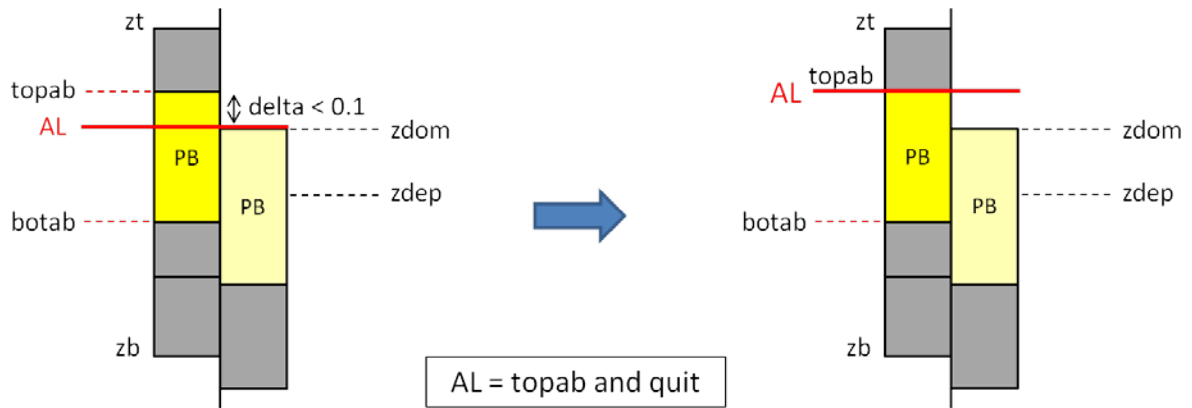 zt
topab
delta < 0.1
AL
zdom
PB
zdep
PB
botab
zb
zt
topab
AL
zdom
PB
zdep
PB
botab
zb
AL = topab and quit